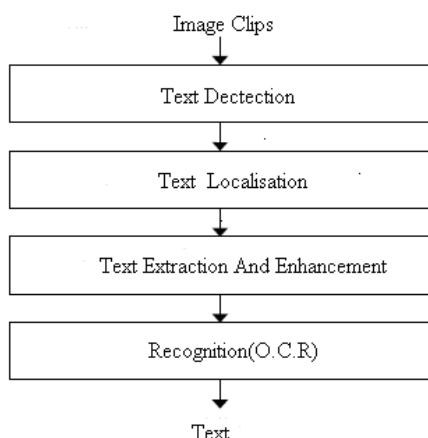 Image Clips
Text Dectection
Text Localisation
Text Extraction And Enhancement
Recognition(O.C.R)
Text